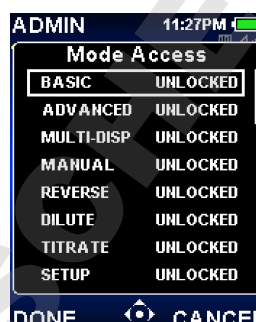 ADMIN 11:27PM
Mode Access
BASIC UNLOCKED
ADVANCED UNLOCKED
MULTI-DISP UNLOCKED
MANUAL UNLOCKED
REVERSE UNLOCKED
DILUTE UNLOCKED
TITRATE UNLOCKED
SETUP UNLOCKED
DONE CANCEL